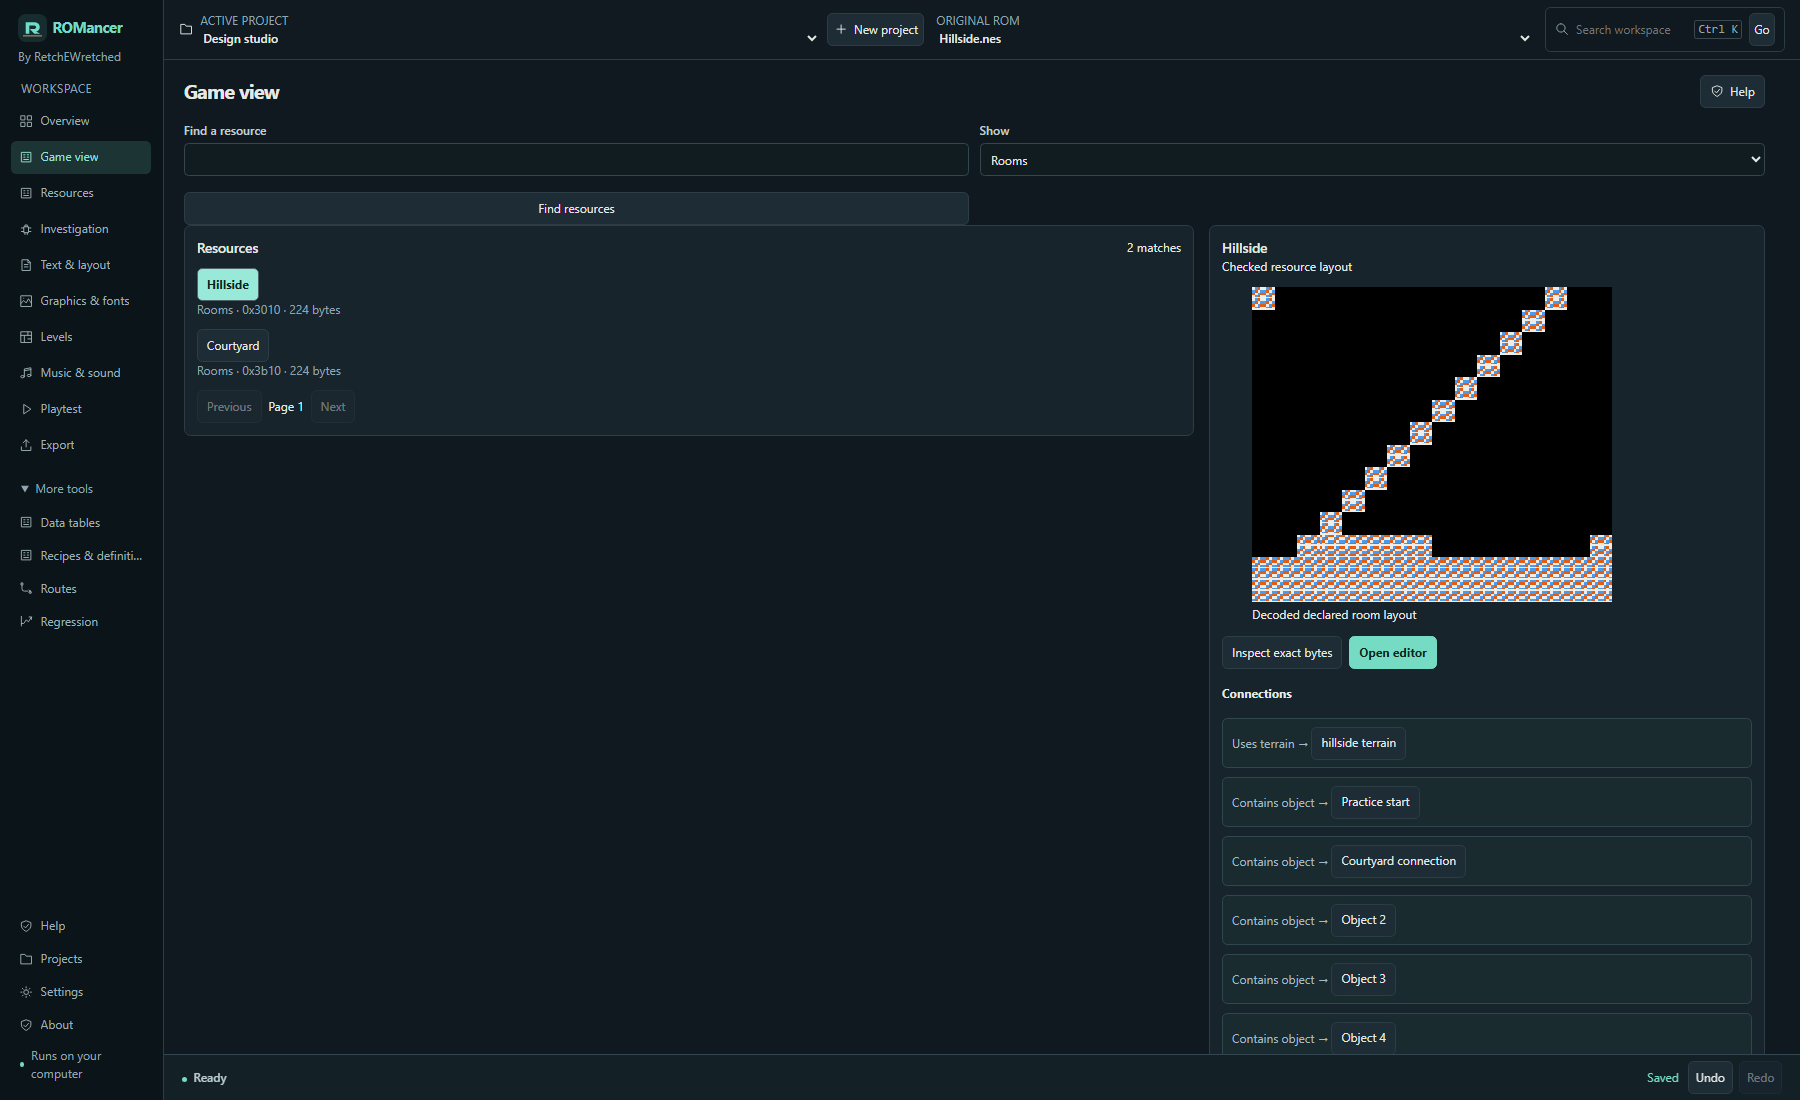 ROMancer
By RetchEWretched
WORKSPACE
Overview
Game view
Resources
Investigation
Text & layout
Graphics & fonts
Levels
Music & sound
Playtest
Export
More tools
Data tables
Recipes & definiti...
Routes
Regression
Help
Projects
Settings
About
Runs on your
computer
ACTIVE PROJECT
Design studio
New project
ORIGINAL ROM
Hillside.nes
Search workspace
Ctrl K
Go
Game view
Help
Find a resource
Show
Rooms
Find resources
Resources
2 matches
Hillside
Rooms · 0x3010 · 224 bytes
Courtyard
Rooms · 0x3b10 · 224 bytes
Previous
Page 1
Next
Hillside
Checked resource layout
Decoded declared room layout
Inspect exact bytes
Open editor
Connections
Uses terrain → hillside terrain
Contains object → Practice start
Contains object → Courtyard connection
Contains object → Object 2
Contains object → Object 3
Contains object → Object 4
Ready
Saved
Undo
Redo